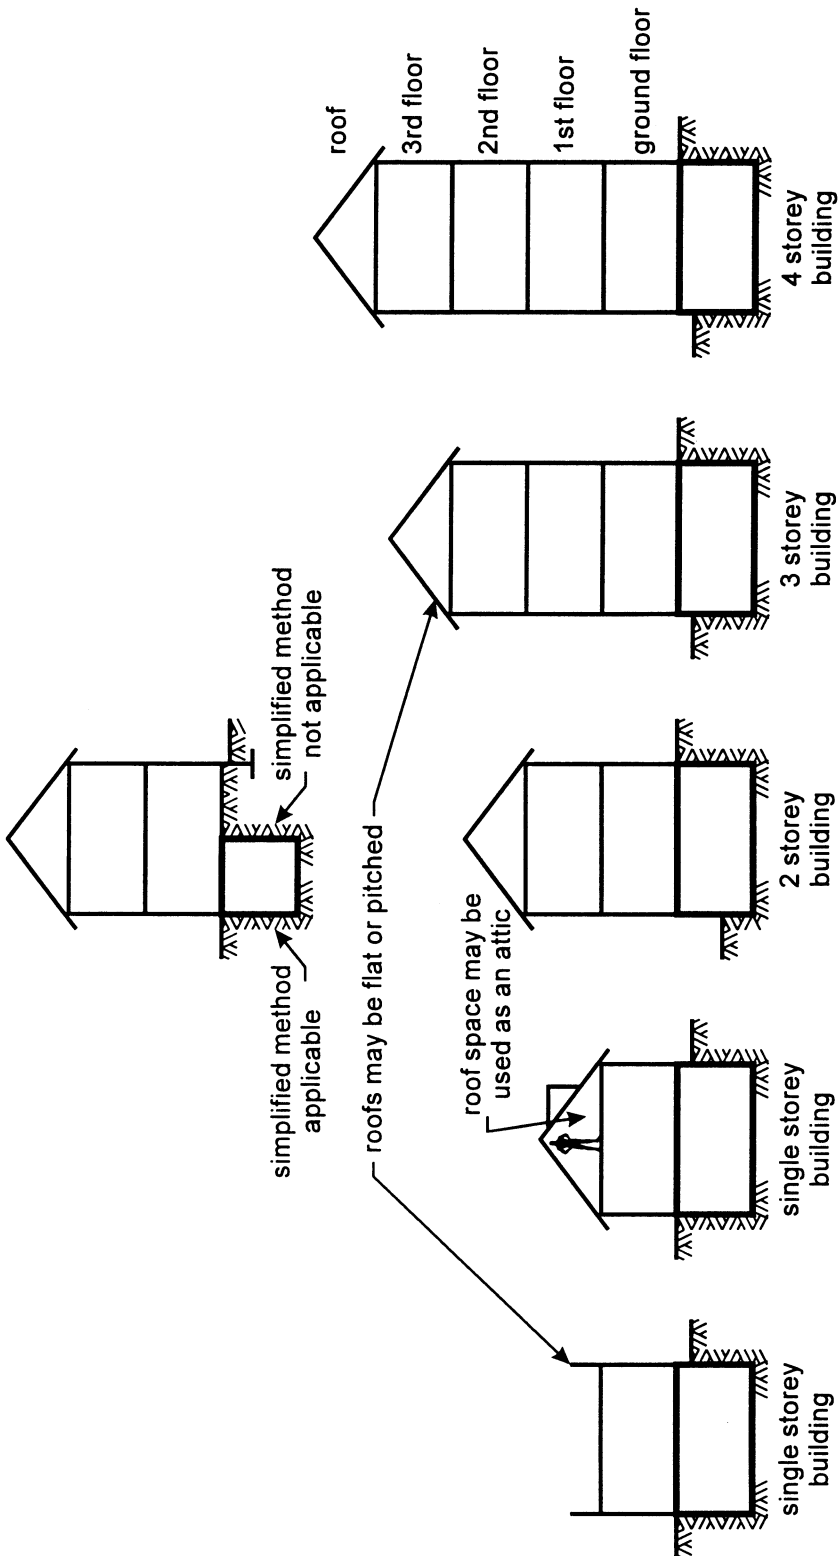 simplified method
applicable
simplified method
not applicable
roofs may be flat or pitched
roof space may be
used as an attic
roof
3rd floor
2nd floor
1st floor
ground floor
single storey
building
single storey
building
2 storey
building
3 storey
building
4 storey
building